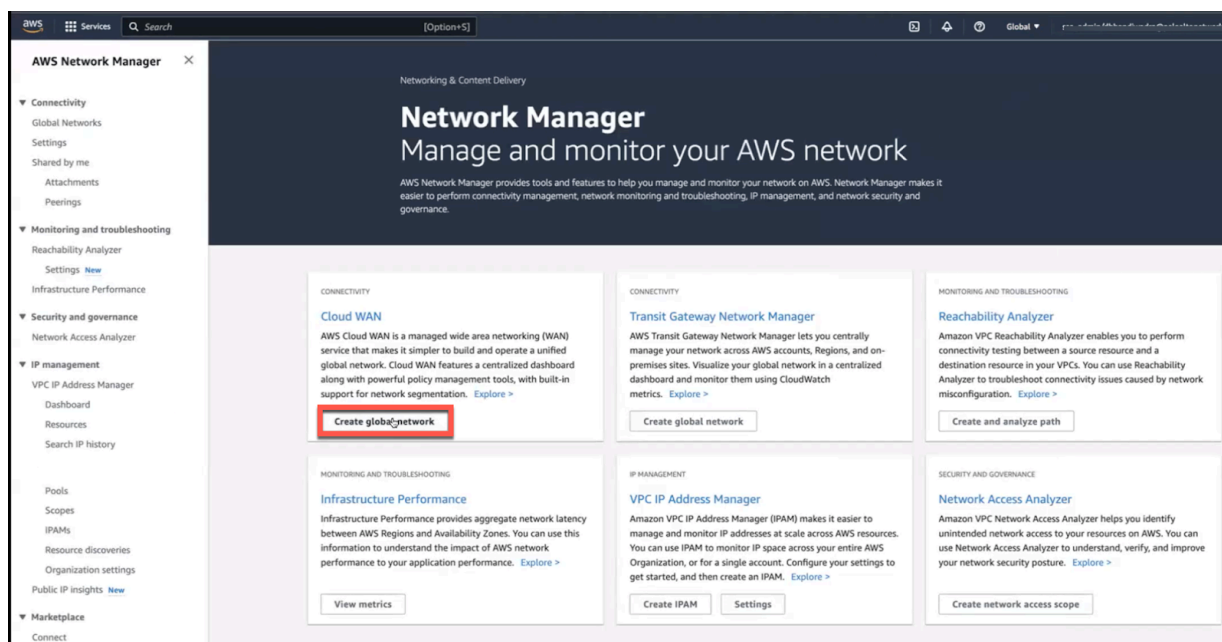 aws
Services
Search
[Option+S]
Global
AWS Network Manager
Connectivity
Global Networks
Settings
Shared by me
Attachments
Peerings
Monitoring and troubleshooting
Reachability Analyzer
Settings New
Infrastructure Performance
Security and governance
Network Access Analyzer
IP management
VPC IP Address Manager
Dashboard
Resources
Search IP history
Pools
Scopes
IPAMs
Resource discoveries
Organization settings
Public IP insights New
Marketplace
Connect
Networking & Content Delivery
Network Manager
Manage and monitor your AWS network
AWS Network Manager provides tools and features to help you manage and monitor your network on AWS. Network Manager makes it
easier to perform connectivity management, network monitoring and troubleshooting, IP management, and network security and
governance.
CONNECTIVITY
Cloud WAN
AWS Cloud WAN is a managed wide area networking (WAN)
service that makes it simpler to build and operate a unified
global network. Cloud WAN features a centralized dashboard
along with powerful policy management tools, with built-in
support for network segmentation. Explore >
Create global network
CONNECTIVITY
Transit Gateway Network Manager
AWS Transit Gateway Network Manager lets you centrally
manage your network across AWS accounts, Regions, and on-
premises sites. Visualize your global network in a centralized
dashboard and monitor them using CloudWatch
metrics. Explore >
Create global network
MONITORING AND TROUBLESHOOTING
Reachability Analyzer
Amazon VPC Reachability Analyzer enables you to perform
connectivity testing between a source resource and a
destination resource in your VPCs. You can use Reachability
Analyzer to troubleshoot connectivity issues caused by network
misconfiguration. Explore >
Create and analyze path
MONITORING AND TROUBLESHOOTING
Infrastructure Performance
Infrastructure Performance provides aggregate network latency
between AWS Regions and Availability Zones. You can use this
information to understand the impact of AWS network
performance to your application performance. Explore >
View metrics
IP MANAGEMENT
VPC IP Address Manager
Amazon VPC IP Address Manager (IPAM) makes it easier to
manage and monitor IP addresses at scale across AWS resources.
You can use IPAM to monitor IP space across your entire AWS
Organization, or for a single account. Configure your settings to
get started, and then create an IPAM. Explore >
Create IPAM
Settings
SECURITY AND GOVERNANCE
Network Access Analyzer
Amazon VPC Network Access Analyzer helps you identify
unintended network access to your resources on AWS. You can
use Network Access Analyzer to understand, verify, and improve
your network security posture. Explore >
Create network access scope